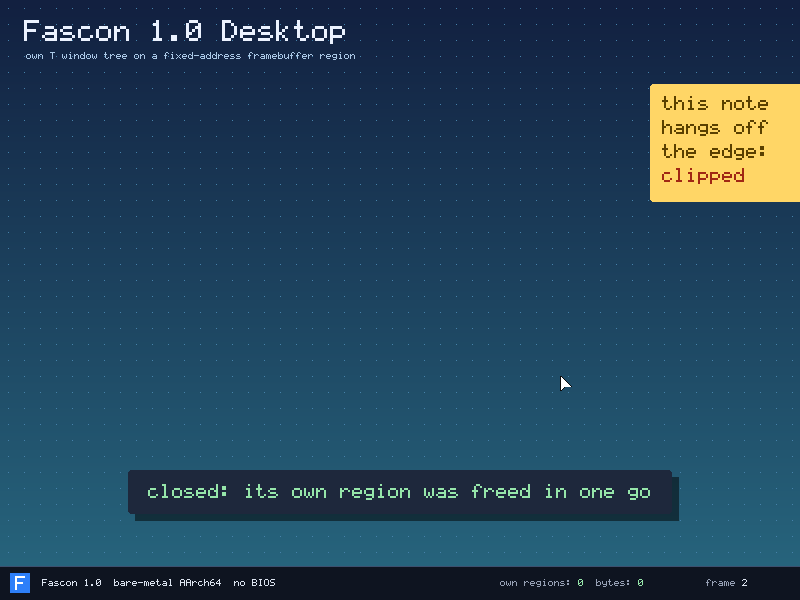 Fascon 1.0 Desktop
own T window tree on a fixed-address framebuffer region
this note
hangs off
the edge:
clipped
closed: its own region was freed in one go
F Fascon 1.0 bare-metal AArch64 no BIOS own regions: 0 bytes: 0 frame 2